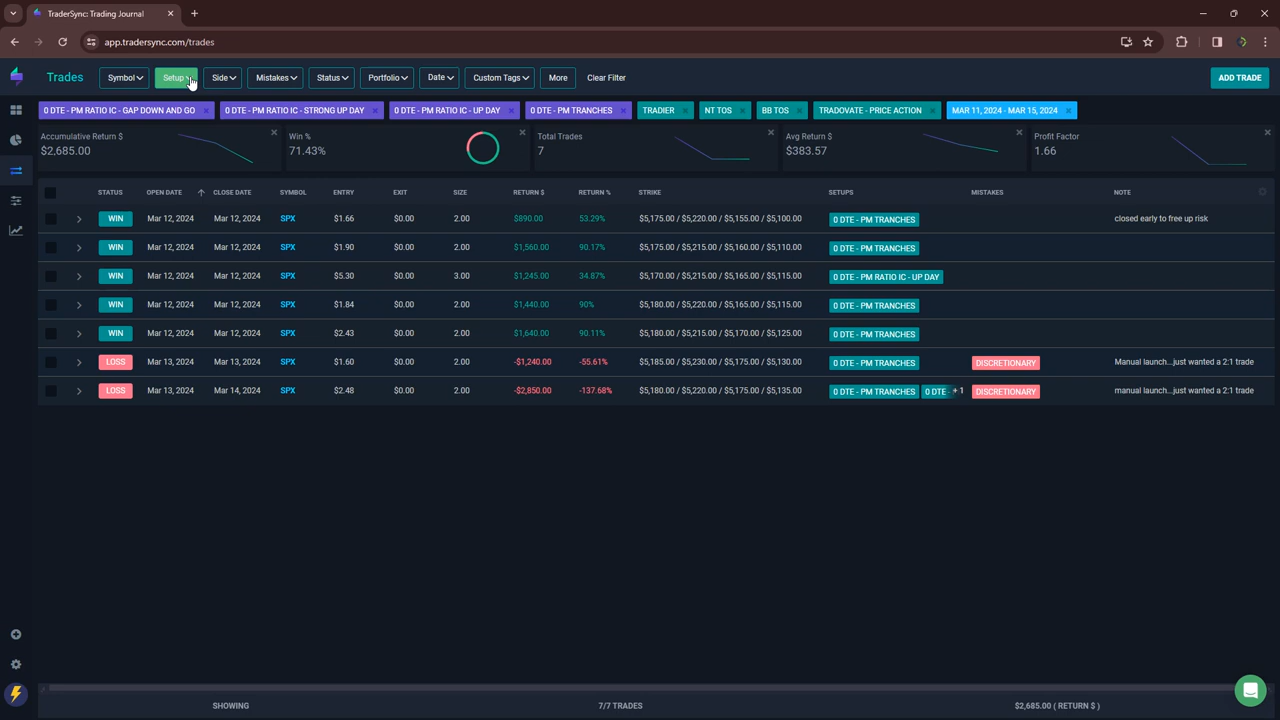 TraderSync: Trading Journal
app.tradersync.com/trades
Trades Symbol Setup Side Mistakes Status Portfolio Date Custom Tags More Clear Filter ADD TRADE
0 DTE - PM RATIO IC - GAP DOWN AND GO 0 DTE - PM RATIO IC - STRONG UP DAY 0 DTE - PM RATIO IC - UP DAY 0 DTE - PM TRANCHES TRADIER NT TOS BB TOS TRADOVATE - PRICE ACTION MAR 11, 2024 - MAR 15, 2024
Accumulative Return $ Win % Total Trades Avg Return $ Profit Factor
$2,685.00 71.43% 7 $383.57 1.66
STATUS OPEN DATE CLOSE DATE SYMBOL ENTRY EXIT SIZE RETURN $ RETURN % STRIKE SETUPS MISTAKES NOTE
WIN Mar 12, 2024 Mar 12, 2024 SPX $1.66 $0.00 2.00 $890.00 53.29% $5,175.00 / $5,220.00 / $5,155.00 / $5,100.00 0 DTE - PM TRANCHES closed early to free up risk
WIN Mar 12, 2024 Mar 12, 2024 SPX $1.90 $0.00 2.00 $1,560.00 90.17% $5,175.00 / $5,215.00 / $5,160.00 / $5,110.00 0 DTE - PM TRANCHES
WIN Mar 12, 2024 Mar 12, 2024 SPX $5.30 $0.00 3.00 $1,245.00 34.87% $5,170.00 / $5,215.00 / $5,165.00 / $5,115.00 0 DTE - PM RATIO IC - UP DAY
WIN Mar 12, 2024 Mar 12, 2024 SPX $1.84 $0.00 2.00 $1,440.00 90% $5,180.00 / $5,220.00 / $5,165.00 / $5,115.00 0 DTE - PM TRANCHES
WIN Mar 12, 2024 Mar 12, 2024 SPX $2.43 $0.00 2.00 $1,640.00 90.11% $5,180.00 / $5,215.00 / $5,170.00 / $5,125.00 0 DTE - PM TRANCHES
LOSS Mar 13, 2024 Mar 13, 2024 SPX $1.60 $0.00 2.00 -$1,240.00 -55.61% $5,185.00 / $5,230.00 / $5,175.00 / $5,130.00 0 DTE - PM TRANCHES DISCRETIONARY Manual launch...just wanted a 2:1 trade
LOSS Mar 13, 2024 Mar 14, 2024 SPX $2.48 $0.00 2.00 -$2,850.00 -137.68% $5,180.00 / $5,220.00 / $5,175.00 / $5,135.00 0 DTE - PM TRANCHES 0 DTE - + 1 DISCRETIONARY manual launch...just wanted a 2:1 trade
SHOWING 7/7 TRADES $2,685.00 ( RETURN $ )